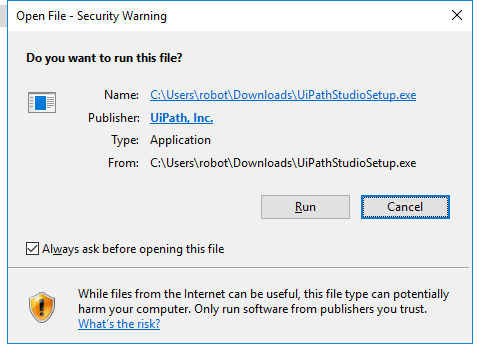 Open File - Security Warning
Do you want to run this file?
Name: C:\Users\robot\Downloads\UiPathStudioSetup.exe
Publisher: UiPath, Inc.
Type: Application
From: C:\Users\robot\Downloads\UiPathStudioSetup.exe
Run Cancel
Always ask before opening this file
While files from the Internet can be useful, this file type can potentially
harm your computer. Only run software from publishers you trust.
What's the risk?